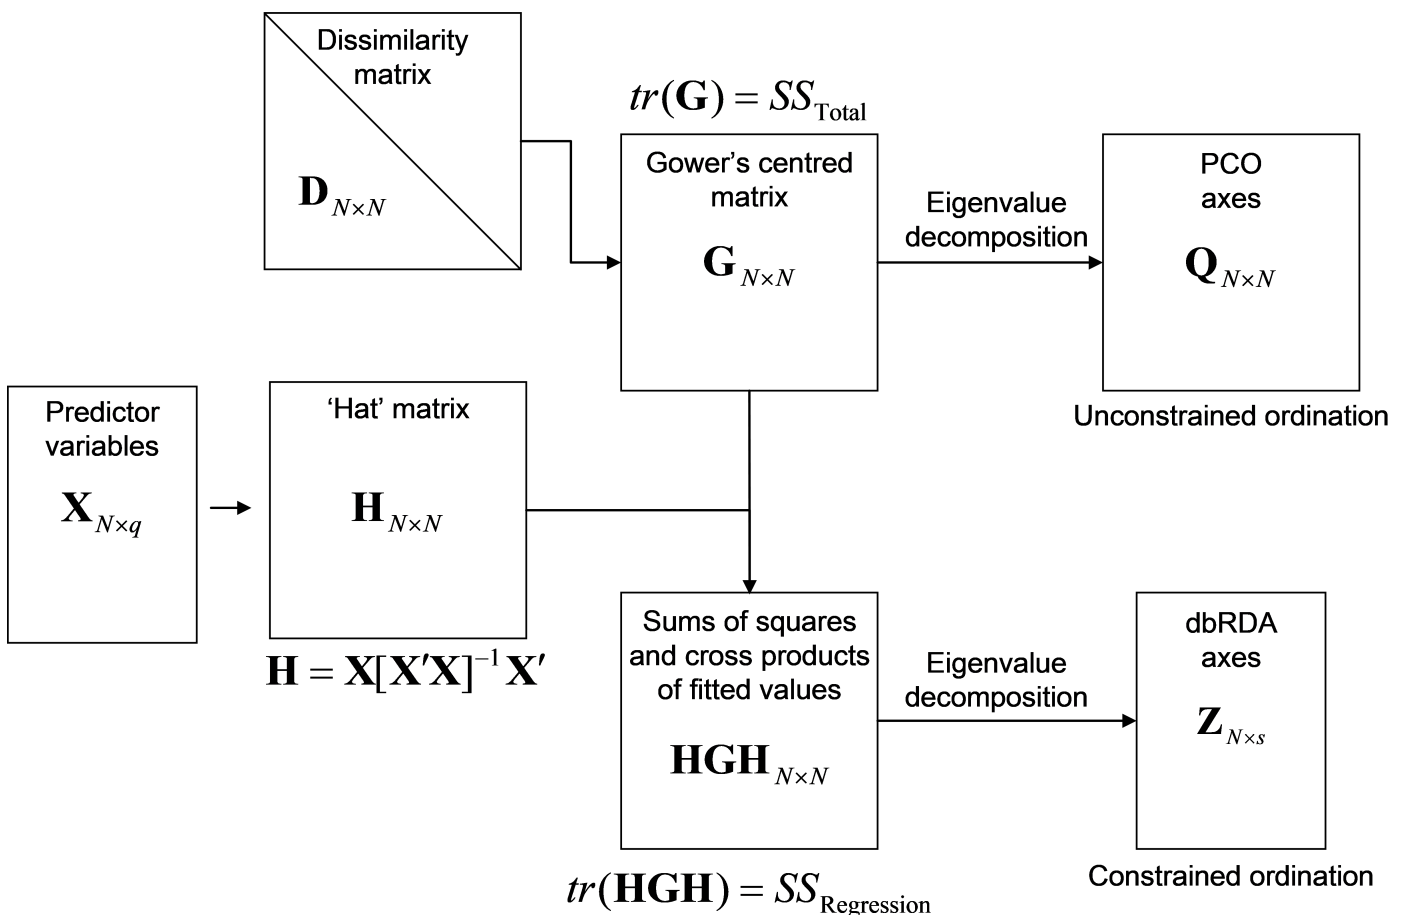 Dissimilarity
matrix
D N×N
tr(G) = SS Total
Gower’s centred
matrix
G N×N
Eigenvalue
decomposition
PCO
axes
Q N×N
Unconstrained ordination
Predictor
variables
X N×q
‘Hat’ matrix
H N×N
H = X[X′X]⁻¹X′
Sums of squares
and cross products
of fitted values
HGH N×N
tr(HGH) = SS Regression
Eigenvalue
decomposition
dbRDA
axes
Z N×s
Constrained ordination